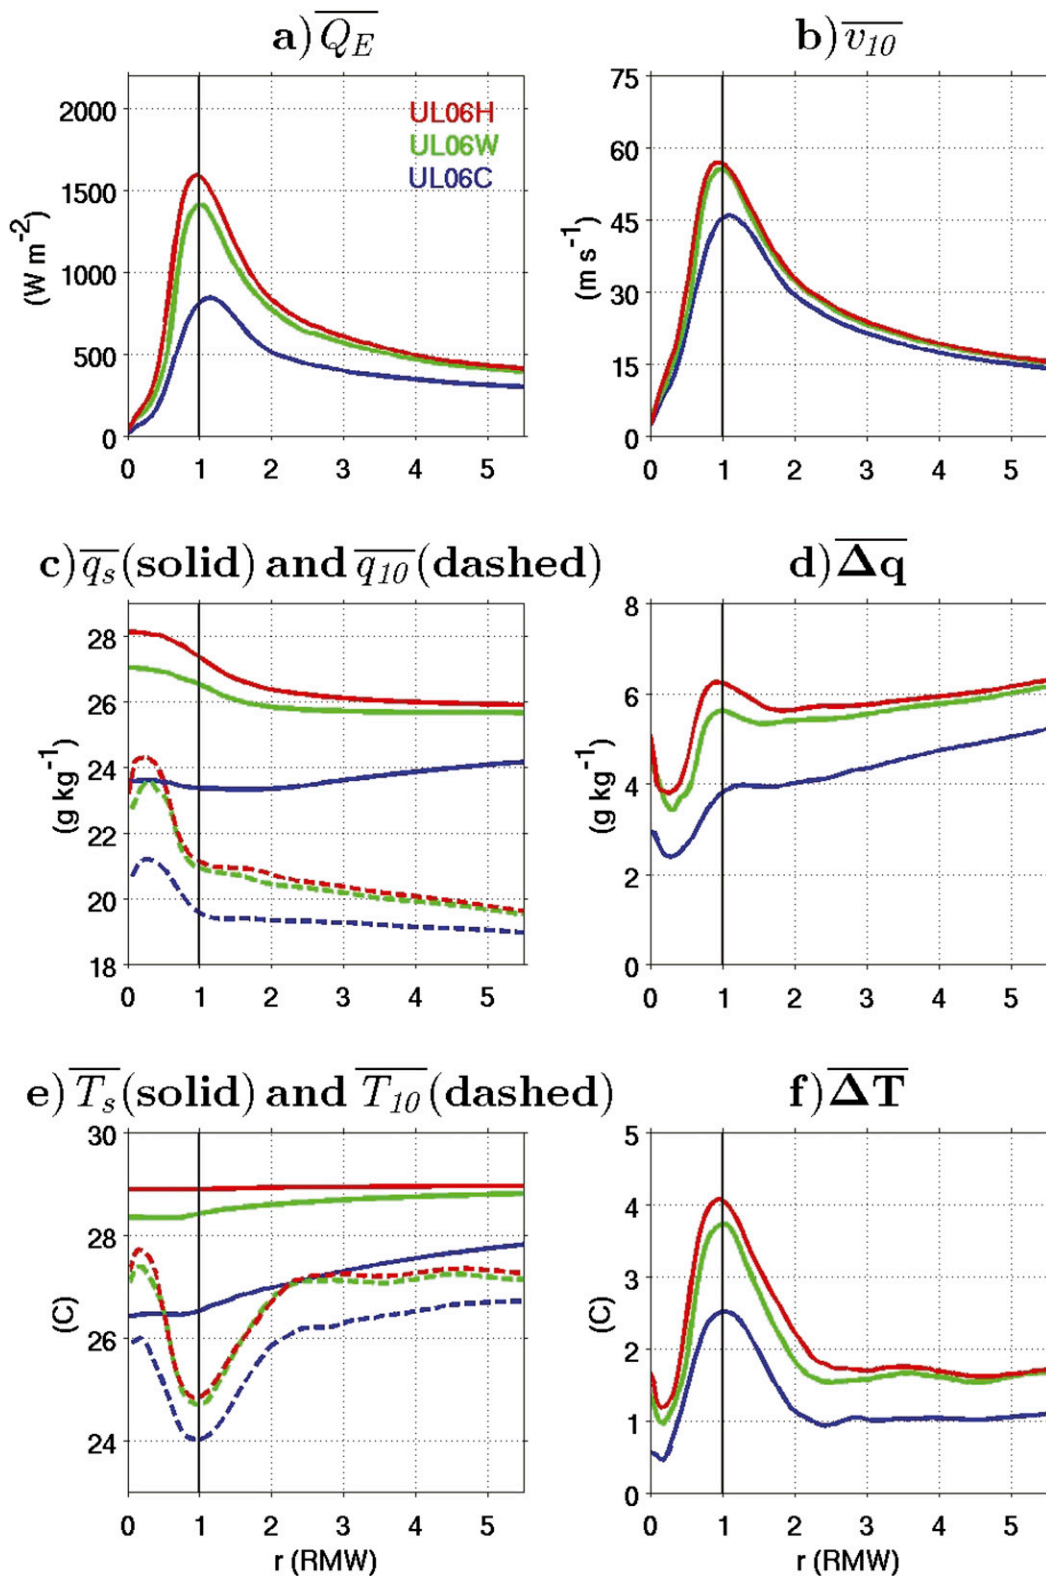 a) Q_E
b) v_10
2000
1500
1000
500
0
(W m^-2)
UL06H
UL06W
UL06C
0 1 2 3 4 5
75
60
45
30
15
0
(m s^-1)
0 1 2 3 4 5
c) q_s(solid) and q_10(dashed)
d) Δq
28
26
24
22
20
18
(g kg^-1)
0 1 2 3 4 5
8
6
4
2
0
(g kg^-1)
0 1 2 3 4 5
e) T_s(solid) and T_10(dashed)
f) ΔT
30
28
26
24
(C)
0 1 2 3 4 5
r (RMW)
5
4
3
2
1
0
(C)
0 1 2 3 4 5
r (RMW)